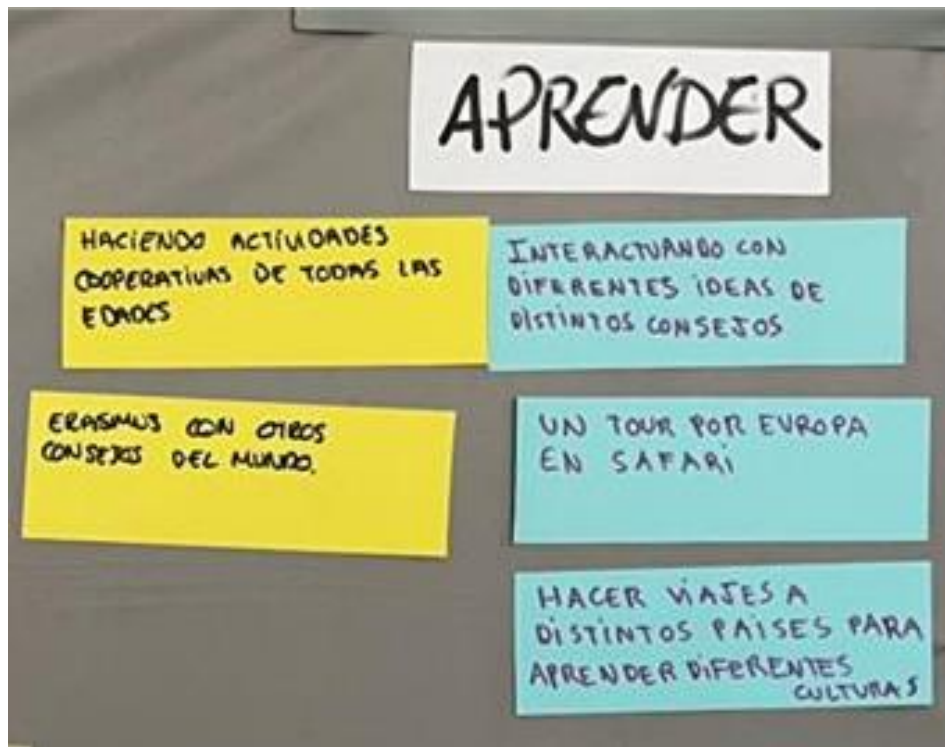 APRENDER
HACIENDO ACTIVIDADES
COOPERATIVAS DE TODAS LAS
EDADES
INTERACTUANDO CON
DIFERENTES IDEAS DE
DISTINTOS CONSEJOS
ERASMUS CON OTROS
CONSEJOS DEL MUNDO.
UN TOUR POR EUROPA
EN SAFARI
HACER VIAJES A
DISTINTOS PAISES PARA
APRENDER DIFERENTES
CULTURAS